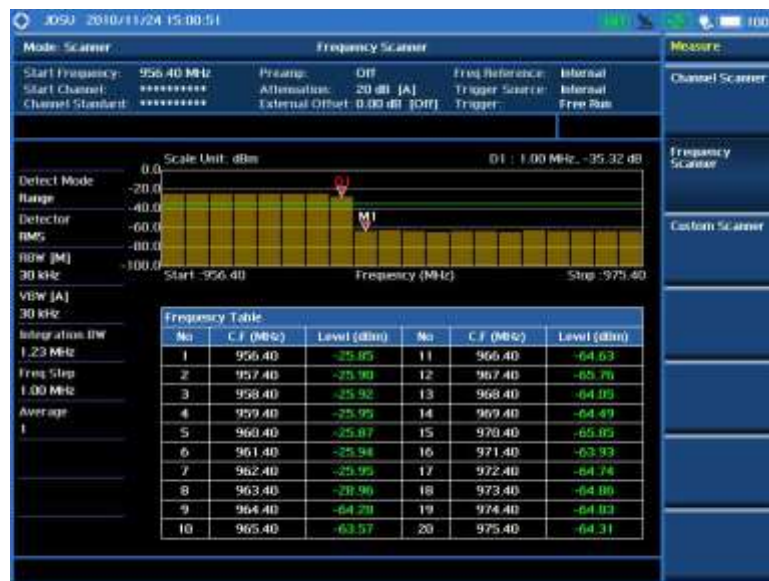 JDSU 2010/11/24 15:00:51
100
Mode: Scanner
Frequency Scanner
Measure
Start Frequency: 956.40 MHz
Preamp: Off
Freq Reference: Internal
Start Channel: **********
Attenuation: 20 dB [A]
Trigger Source: Internal
Channel Standard: **********
External Offset: 0.00 dB [Off]
Trigger: Free Run
Channel Scanner
Frequency Scanner
Custom Scanner
Scale Unit: dBm
D1 : 1.00 MHz, -35.32 dB
0.0
-20.0
-40.0
-60.0
-80.0
-100.0
D1
M1
Start :956.40
Frequency (MHz)
Stop :975.40
Detect Mode
Range
Detector
RMS
RBW [M]
30 kHz
VBW [A]
30 kHz
Integration BW
1.23 MHz
Freq Step
1.00 MHz
Average
1
Frequency Table
No C.F (MHz) Level (dBm) No C.F (MHz) Level (dBm)
1 956.40 -25.85 11 966.40 -64.63
2 957.40 -25.90 12 967.40 -65.76
3 958.40 -25.92 13 968.40 -64.05
4 959.40 -25.95 14 969.40 -64.49
5 960.40 -25.87 15 970.40 -65.05
6 961.40 -25.94 16 971.40 -63.93
7 962.40 -25.95 17 972.40 -64.74
8 963.40 -28.96 18 973.40 -64.86
9 964.40 -64.28 19 974.40 -64.83
10 965.40 -63.57 20 975.40 -64.31